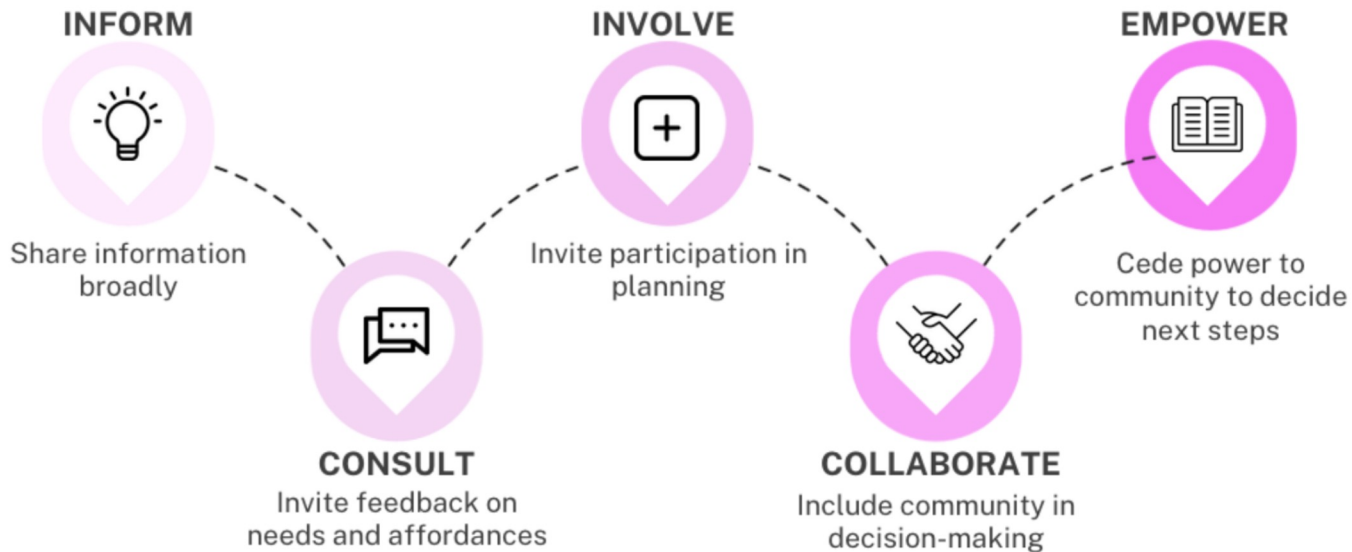 INFORM
Share information
broadly
CONSULT
Invite feedback on
needs and affordances
INVOLVE
Invite participation in
planning
COLLABORATE
Include community in
decision-making
EMPOWER
Cede power to
community to decide
next steps